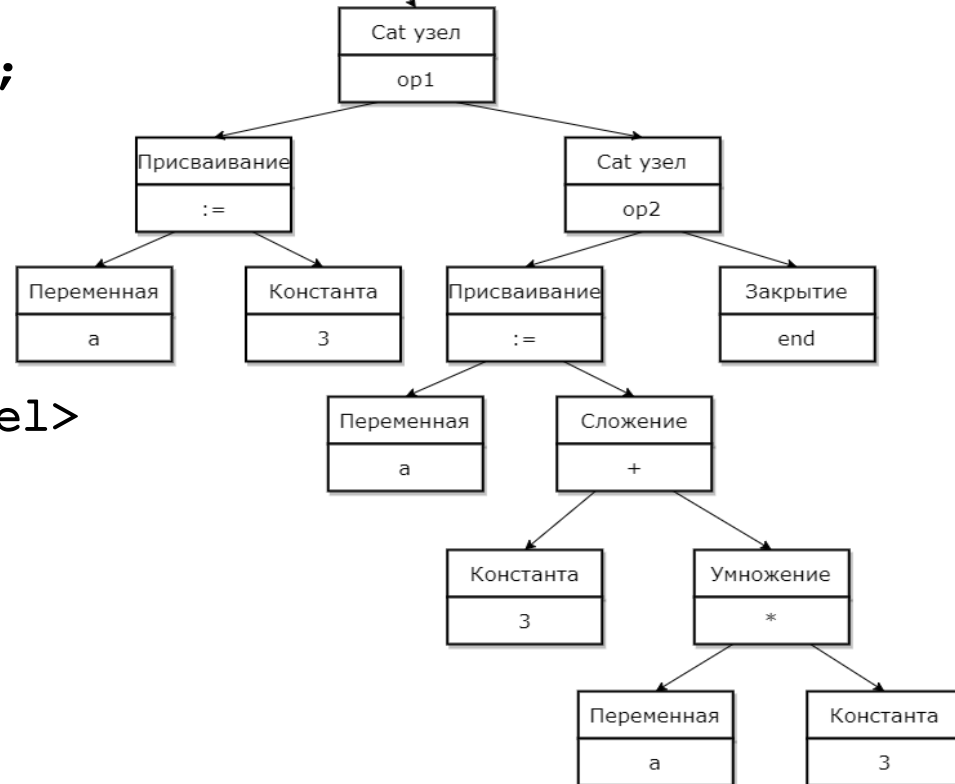 Cat узел
;
op1
Присваивание
Cat узел
:=
op2
Переменная
Константа
Присваивание
Закрытие
a
3
:=
end
el>
Переменная
Сложение
a
+
Константа
Умножение
3
*
Переменная
Константа
a
3